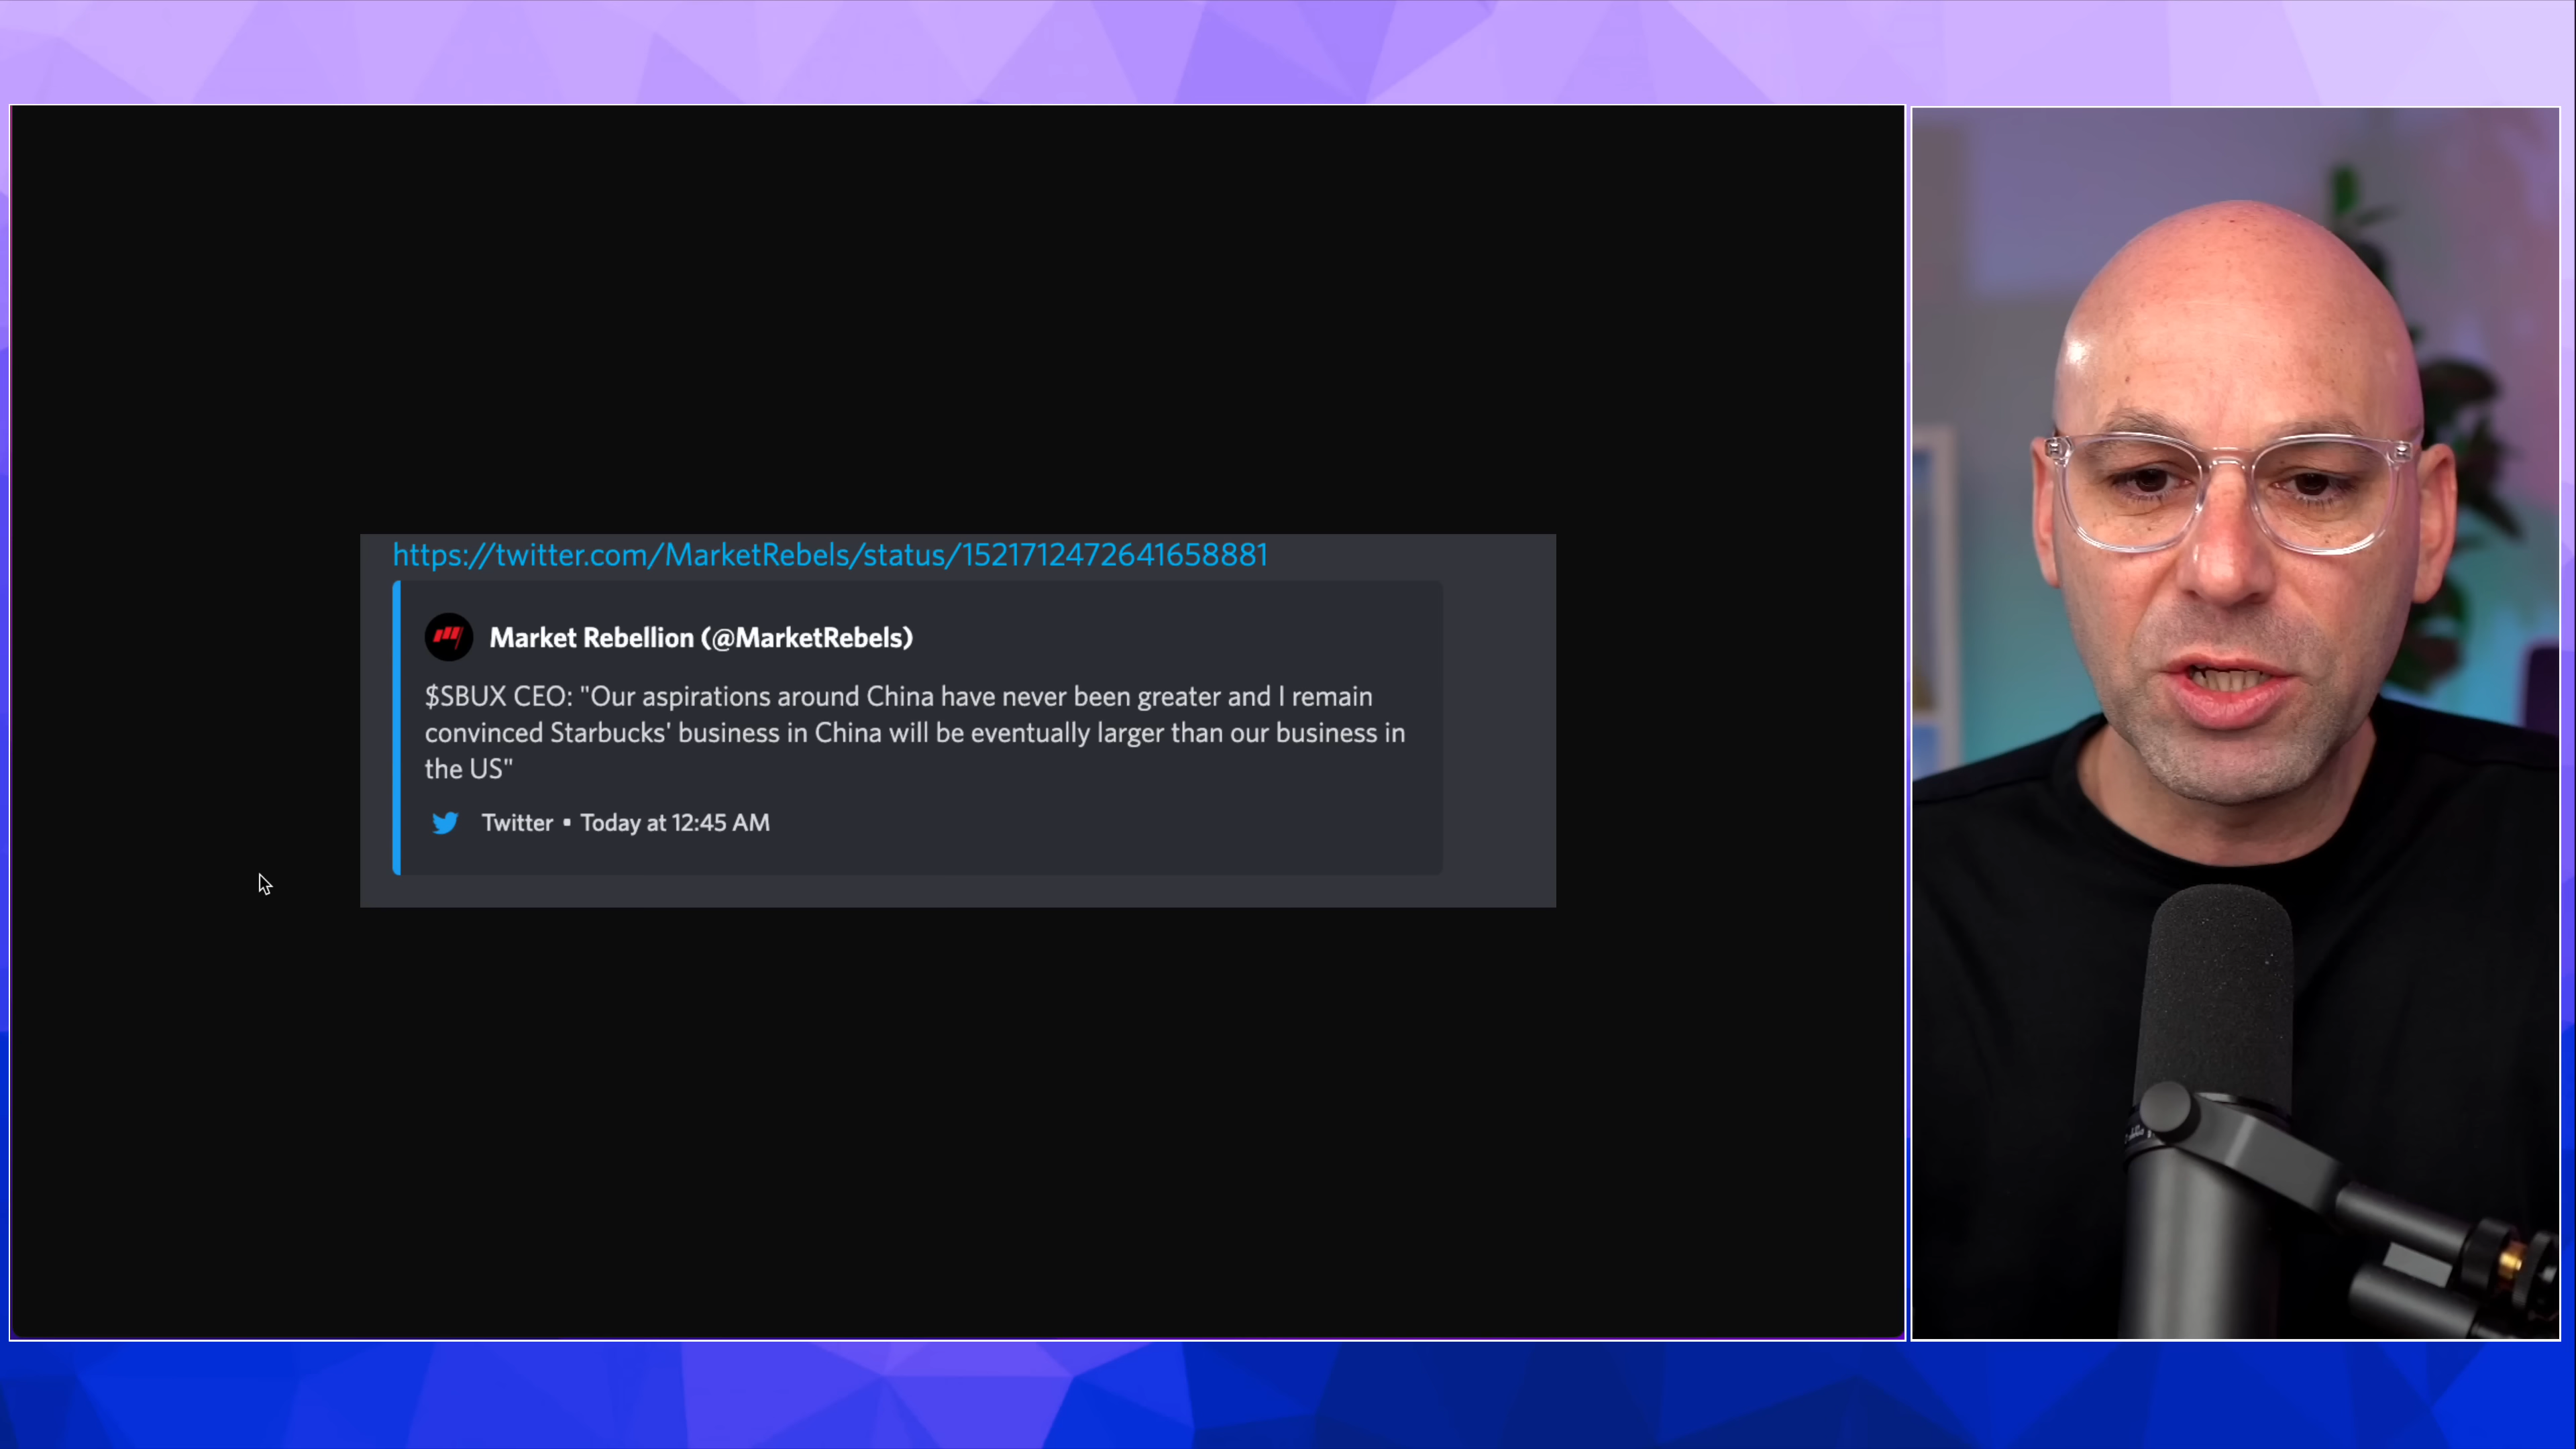 https://twitter.com/MarketRebels/status/1521712472641658881
Market Rebellion (@MarketRebels)
$SBUX CEO: "Our aspirations around China have never been greater and I remain
convinced Starbucks' business in China will be eventually larger than our business in
the US"
Twitter ▪ Today at 12:45 AM